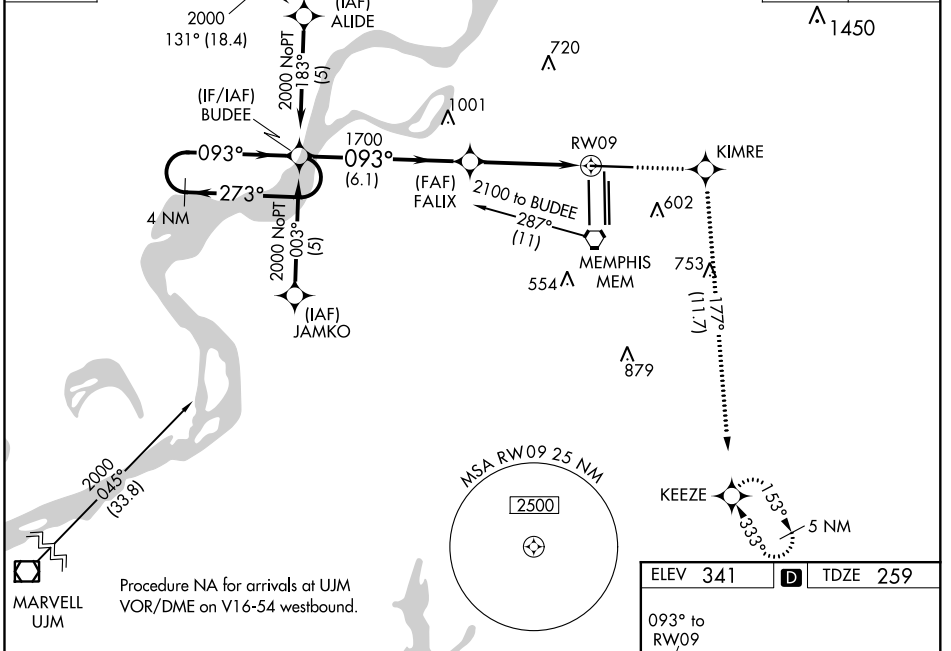 (IAF)
ALIDE
2000
131° (18.4)
1450
2000 NoPT
183°
(5)
720
(IF/IAF)
BUDEE
1001
093°
1700
093°
(6.1)
RW09
KIMRE
(FAF)
FALIX
273°
4 NM
2100 to BUDEE
287°
(11)
602
2000 NoPT
003°
(5)
MEMPHIS
MEM
554
753
177°
(11.7)
(IAF)
JAMKO
879
2000
045°
(33.8)
MSA RW09 25 NM
2500
KEEZE
153°
333°
5 NM
MARVELL
UJM
Procedure NA for arrivals at UJM
VOR/DME on V16-54 westbound.
ELEV 341 D TDZE 259
093° to
RW09